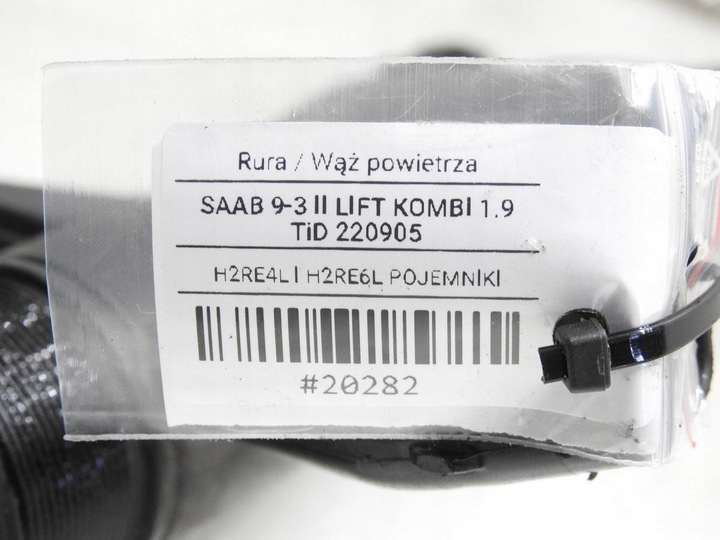 Rura / Wąż powietrza
SAAB 9-3 II LIFT KOMBI 1.9
TiD 220905
H2RE4L | H2RE6L POJEMNIKI
#20282